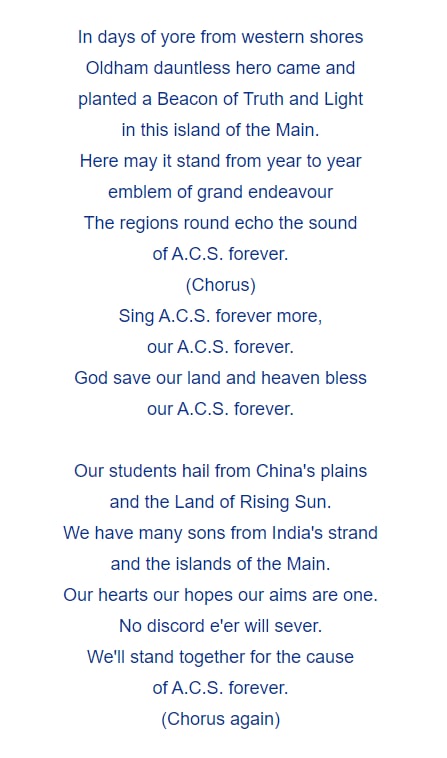 In days of yore from western shores
Oldham dauntless hero came and
planted a Beacon of Truth and Light
in this island of the Main.
Here may it stand from year to year
emblem of grand endeavour
The regions round echo the sound
of A.C.S. forever.
(Chorus)
Sing A.C.S. forever more,
our A.C.S. forever.
God save our land and heaven bless
our A.C.S. forever.

Our students hail from China's plains
and the Land of Rising Sun.
We have many sons from India's strand
and the islands of the Main.
Our hearts our hopes our aims are one.
No discord e'er will sever.
We'll stand together for the cause
of A.C.S. forever.
(Chorus again)